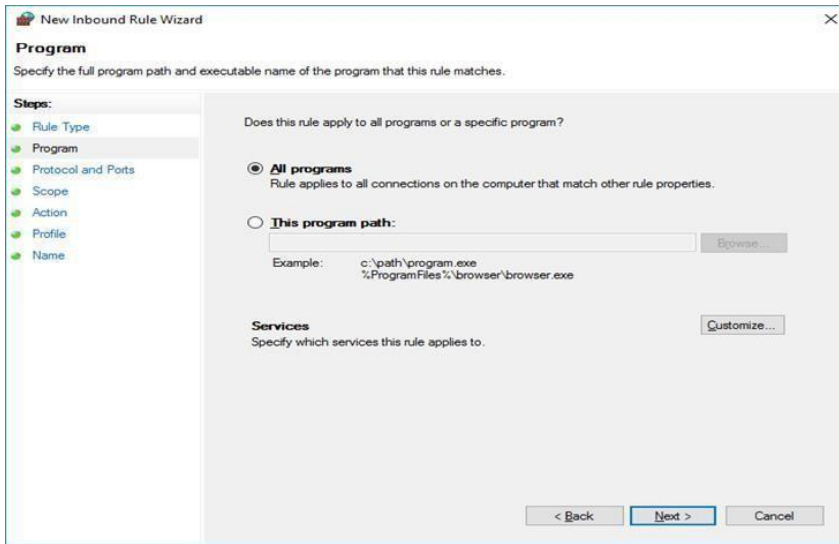 New Inbound Rule Wizard
Program
Specify the full program path and executable name of the program that this rule matches.
Steps:
Rule Type
Program
Protocol and Ports
Scope
Action
Profile
Name
Does this rule apply to all programs or a specific program?
All programs
Rule applies to all connections on the computer that match other rule properties.
This program path:
Browse...
Example: c:\path\program.exe
%ProgramFiles%\browser\browser.exe
Services
Customize...
Specify which services this rule applies to.
< Back Next > Cancel